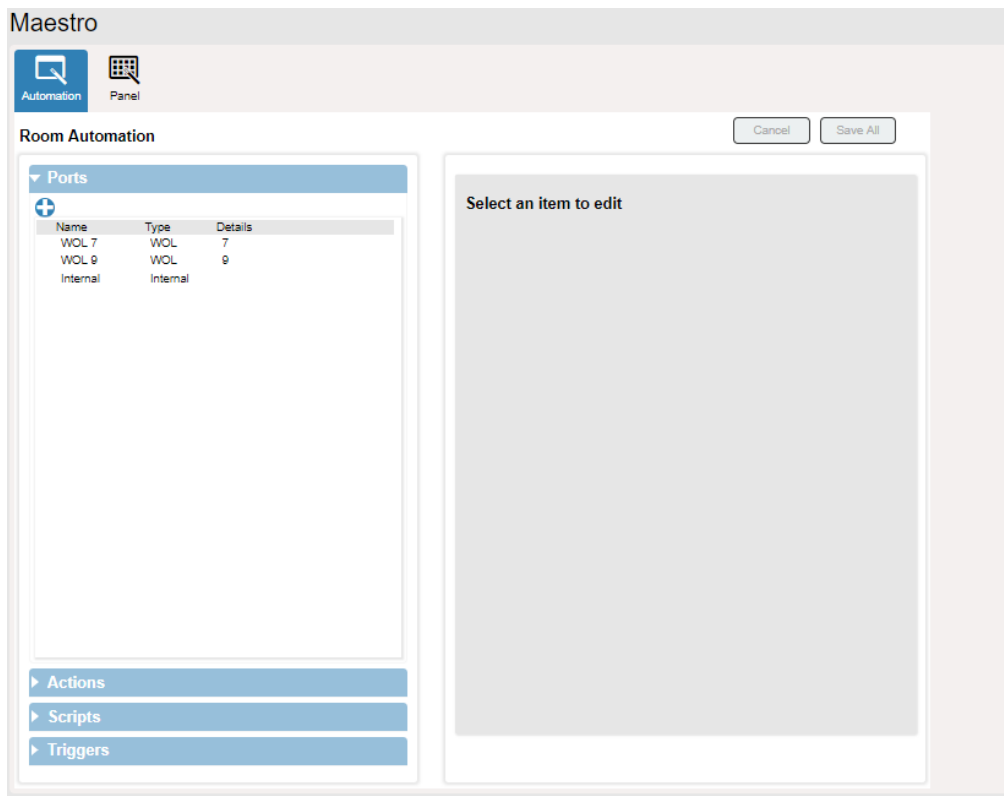 Maestro
Automation Panel
Room Automation
Cancel Save All
Ports
Name Type Details
WOL 7 WOL 7
WOL 9 WOL 9
Internal Internal
Actions
Scripts
Triggers
Select an item to edit